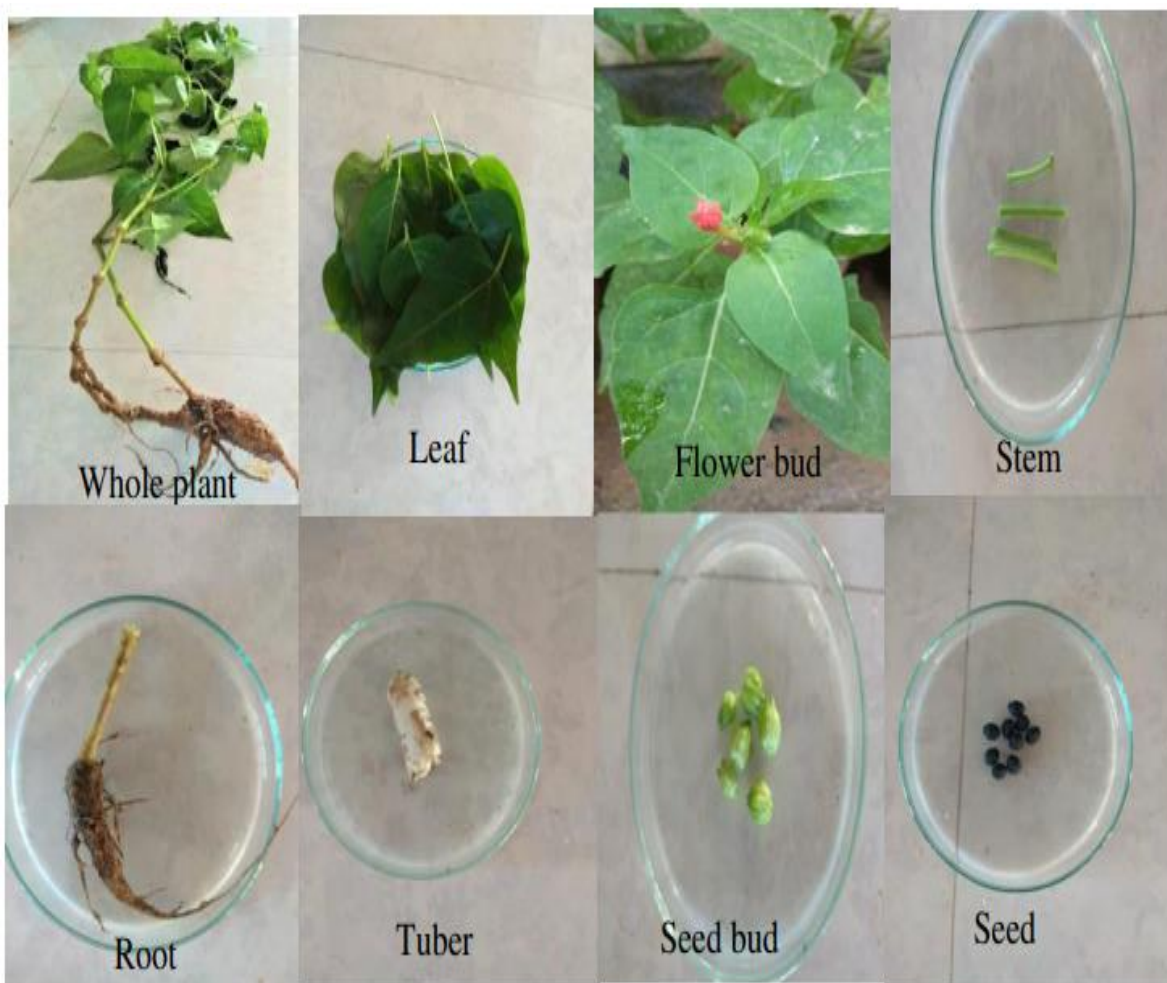 Whole plant
Leaf
Flower bud
Stem
Root
Tuber
Seed bud
Seed